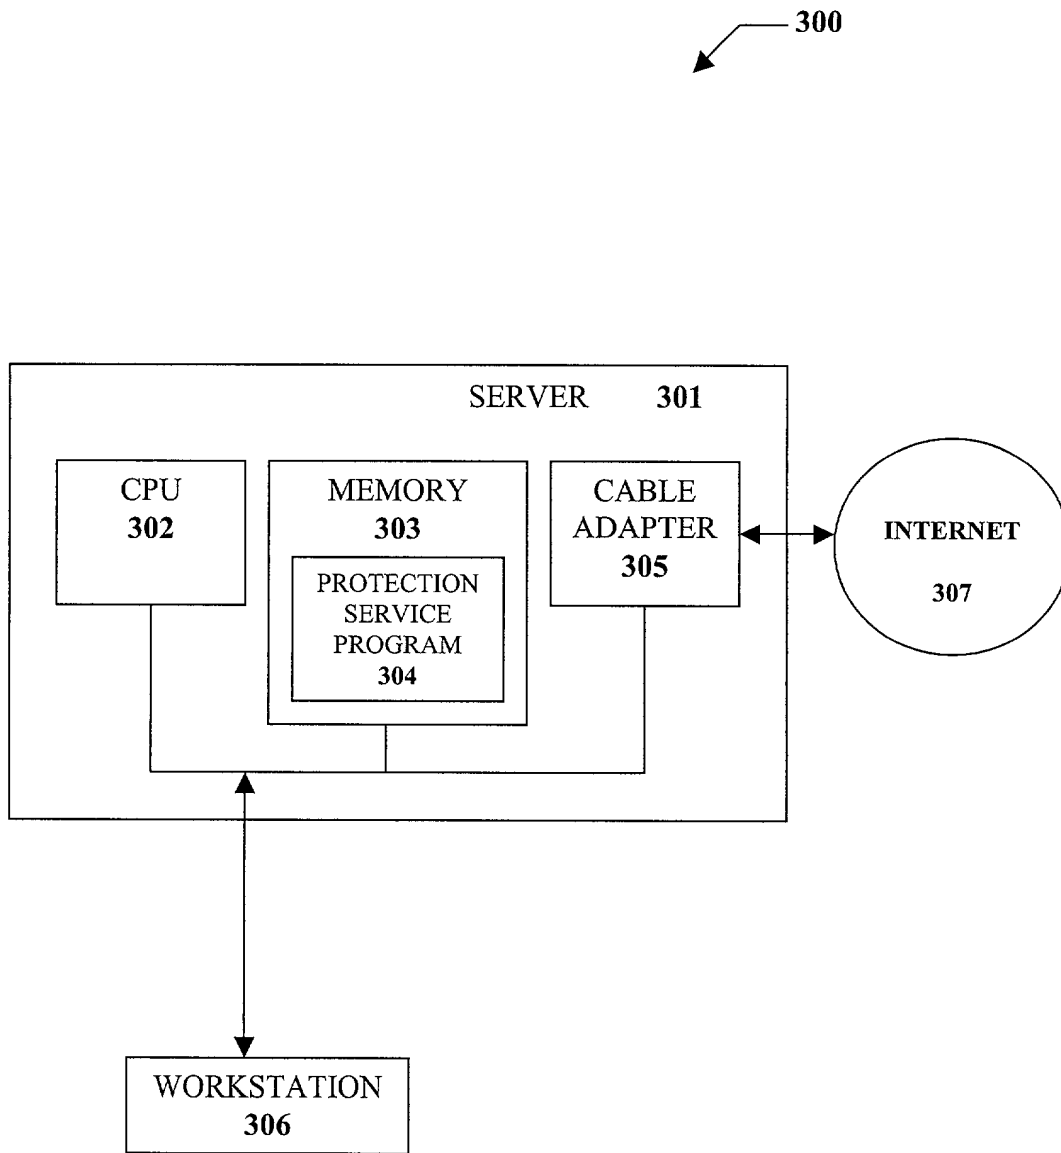 300
SERVER 301
CPU
302
MEMORY
303
PROTECTION
SERVICE
PROGRAM
304
CABLE
ADAPTER
305
INTERNET
307
WORKSTATION
306